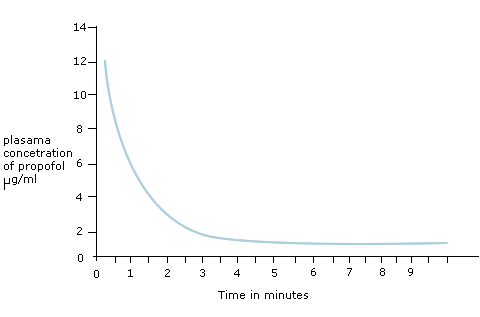 14
12
10
8
6
4
2
0
plasama
concetration
of propofol
µg/ml
0 1 2 3 4 5 6 7 8 9
Time in minutes